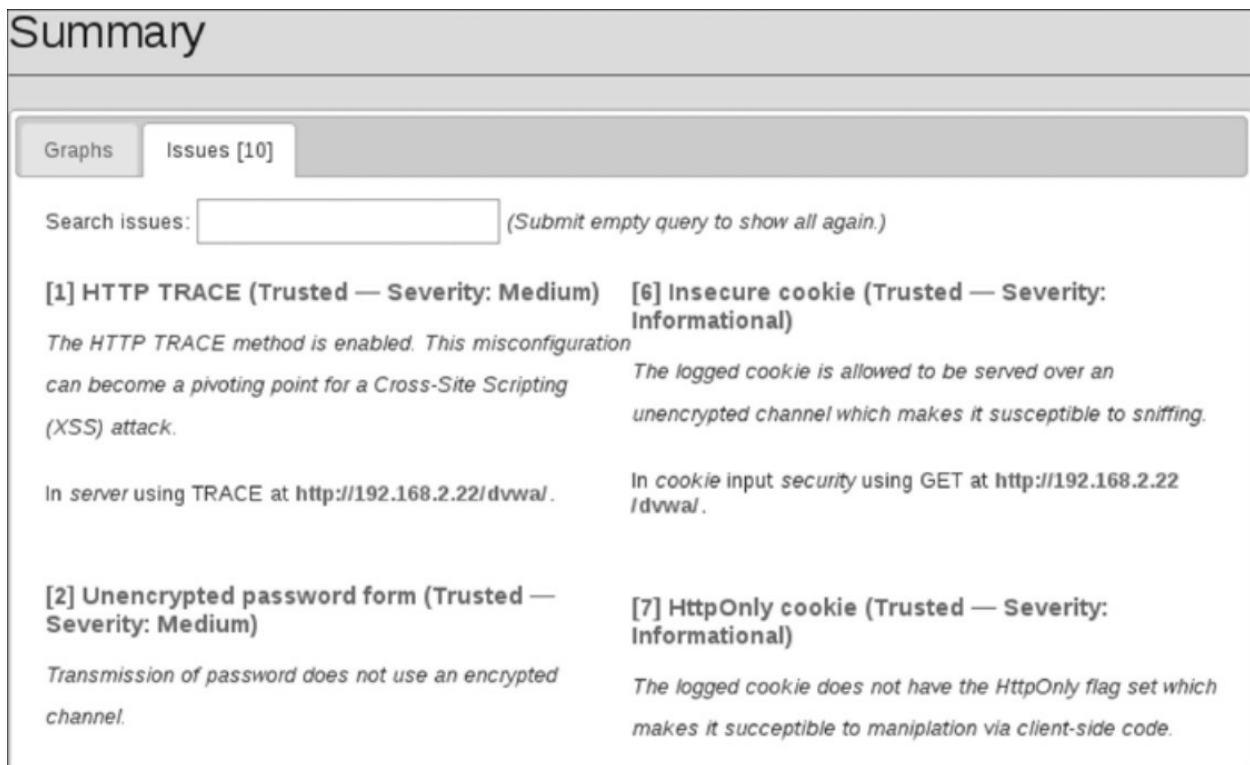 Summary
Graphs
Issues [10]
Search issues:
(Submit empty query to show all again.)
[1] HTTP TRACE (Trusted — Severity: Medium)
The HTTP TRACE method is enabled. This misconfiguration
can become a pivoting point for a Cross-Site Scripting
(XSS) attack.
In server using TRACE at http://192.168.2.22/dvwa/.
[2] Unencrypted password form (Trusted —
Severity: Medium)
Transmission of password does not use an encrypted
channel.
[6] Insecure cookie (Trusted — Severity:
Informational)
The logged cookie is allowed to be served over an
unencrypted channel which makes it susceptible to sniffing.
In cookie input security using GET at http://192.168.2.22
/dvwa/.
[7] HttpOnly cookie (Trusted — Severity:
Informational)
The logged cookie does not have the HttpOnly flag set which
makes it succeptible to maniplation via client-side code.